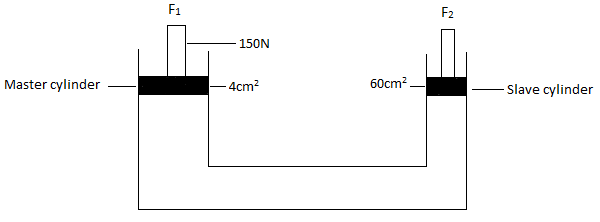 F₁
F₂
150N
Master cylinder
4cm²
60cm²
Slave cylinder